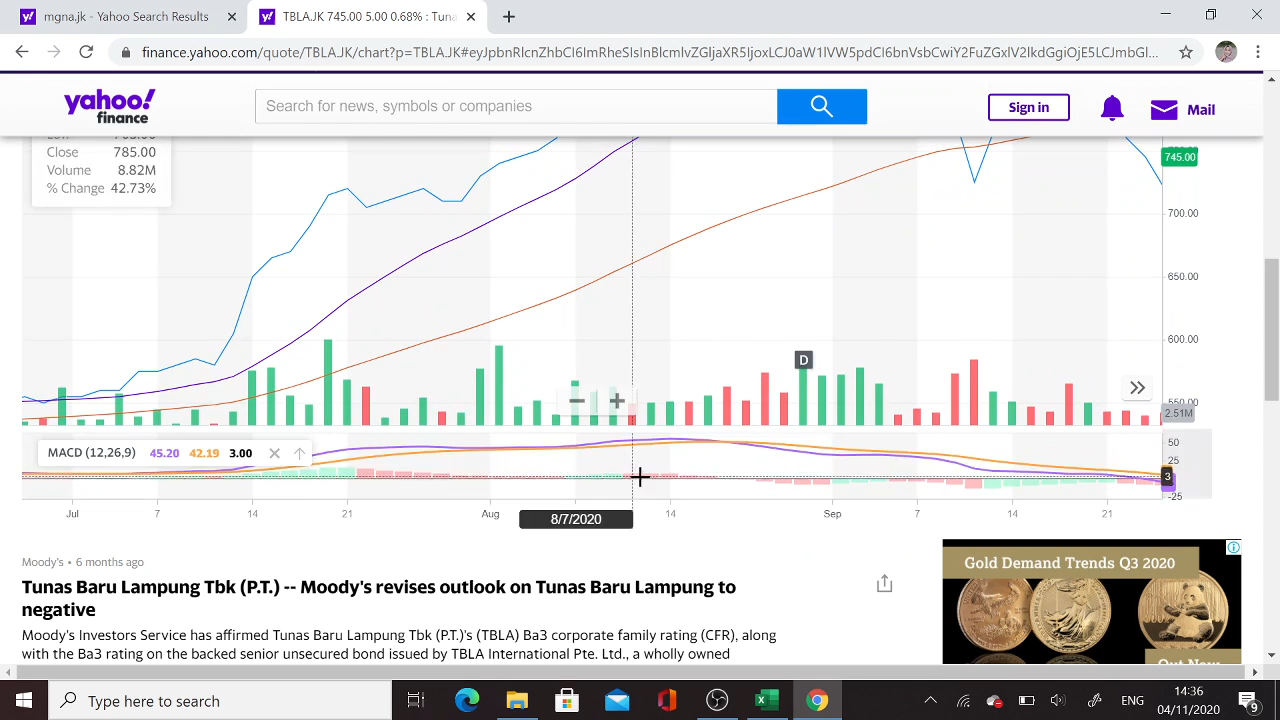 mgna.jk - Yahoo Search Results
TBLA.JK 745.00 5.00 0.68% : Tuna
finance.yahoo.com/quote/TBLA.JK/chart?p=TBLA.JK#eyJpbnRlcnZhbCI6ImRheSIsInBlcmlvZGljaXR5IjoxLCJ0aW1lVW5pdCI6bnVsbCwiY2FuZGxlV2lkdGgiOjE5LCJmbGl...
yahoo!
finance
Search for news, symbols or companies
Sign in
Mail
Close 785.00
Volume 8.82M
% Change 42.73%
745.00
700.00
650.00
600.00
D
550.00
2.51M
MACD (12,26,9) 45.20 42.19 3.00
50
25
3
-25
Jul 7 14 21 Aug 8/7/2020 14 Sep 7 14 21
Moody's • 6 months ago
Tunas Baru Lampung Tbk (P.T.) -- Moody's revises outlook on Tunas Baru Lampung to
negative
Moody's Investors Service has affirmed Tunas Baru Lampung Tbk (P.T.)'s (TBLA) Ba3 corporate family rating (CFR), along
with the Ba3 rating on the backed senior unsecured bond issued by TBLA International Pte. Ltd., a wholly owned
Gold Demand Trends Q3 2020
Out Now
Type here to search
ENG
14:36
04/11/2020
9